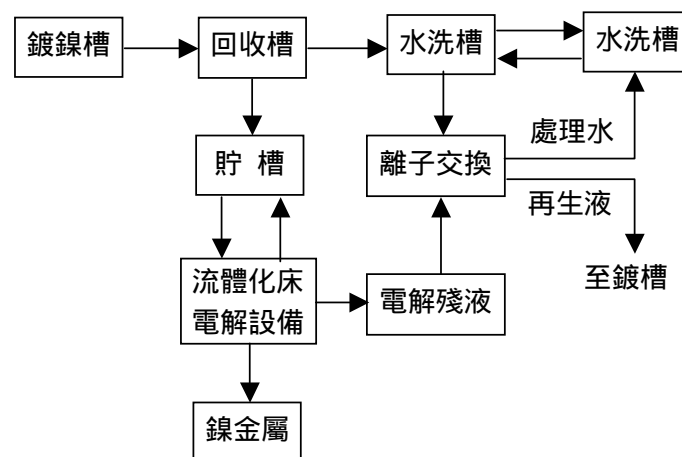 鍍鎳槽
回收槽
水洗槽
水洗槽
處理水
貯 槽
離子交換
再生液
至鍍槽
流體化床
電解設備
電解殘液
鎳金屬